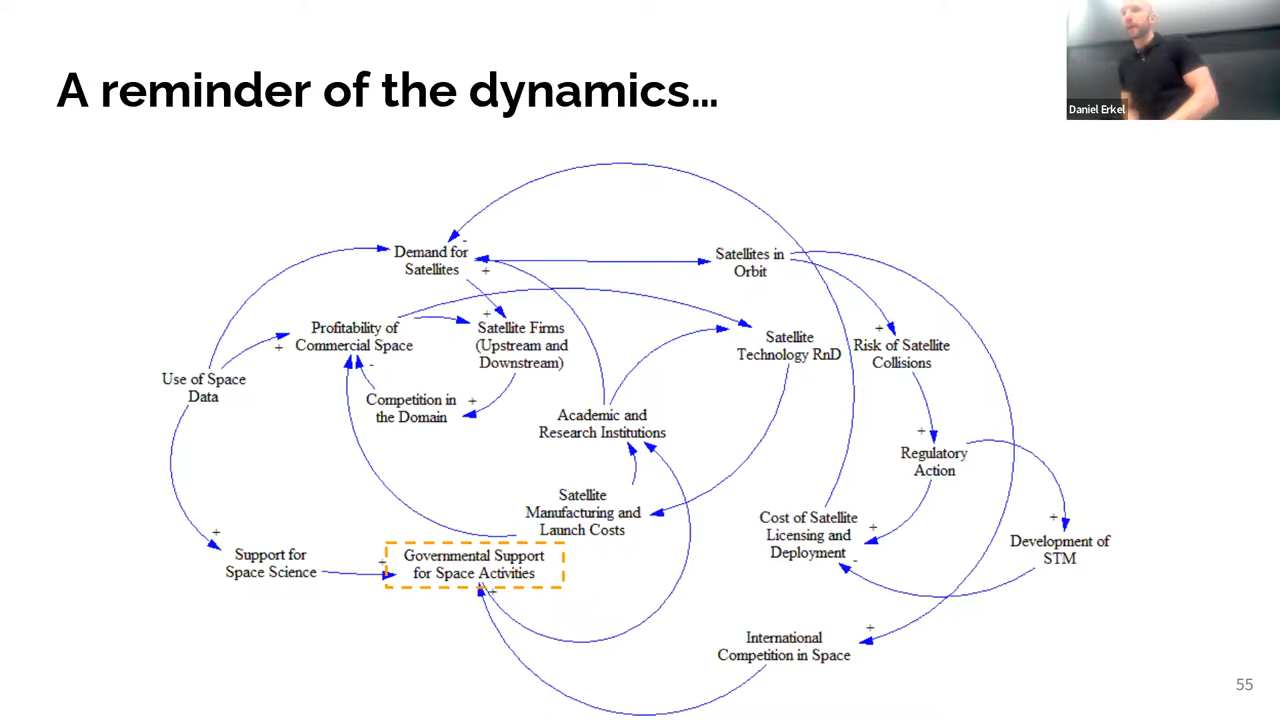 A reminder of the dynamics...
Daniel Erkel
Demand for
Satellites
-
+
Satellites in
Orbit
Profitability of
Commercial Space
+
-
Satellite Firms
(Upstream and
Downstream)
+
Satellite
Technology RnD
Risk of Satellite
Collisions
+
Use of Space
Data
Competition in
the Domain
+
Academic and
Research Institutions
Regulatory
Action
+
Satellite
Manufacturing and
Launch Costs
Cost of Satellite
Licensing and
Deployment
+
-
Development of
STM
+
Support for
Space Science
+
Governmental Support
for Space Activities
+
+
International
Competition in Space
+
55